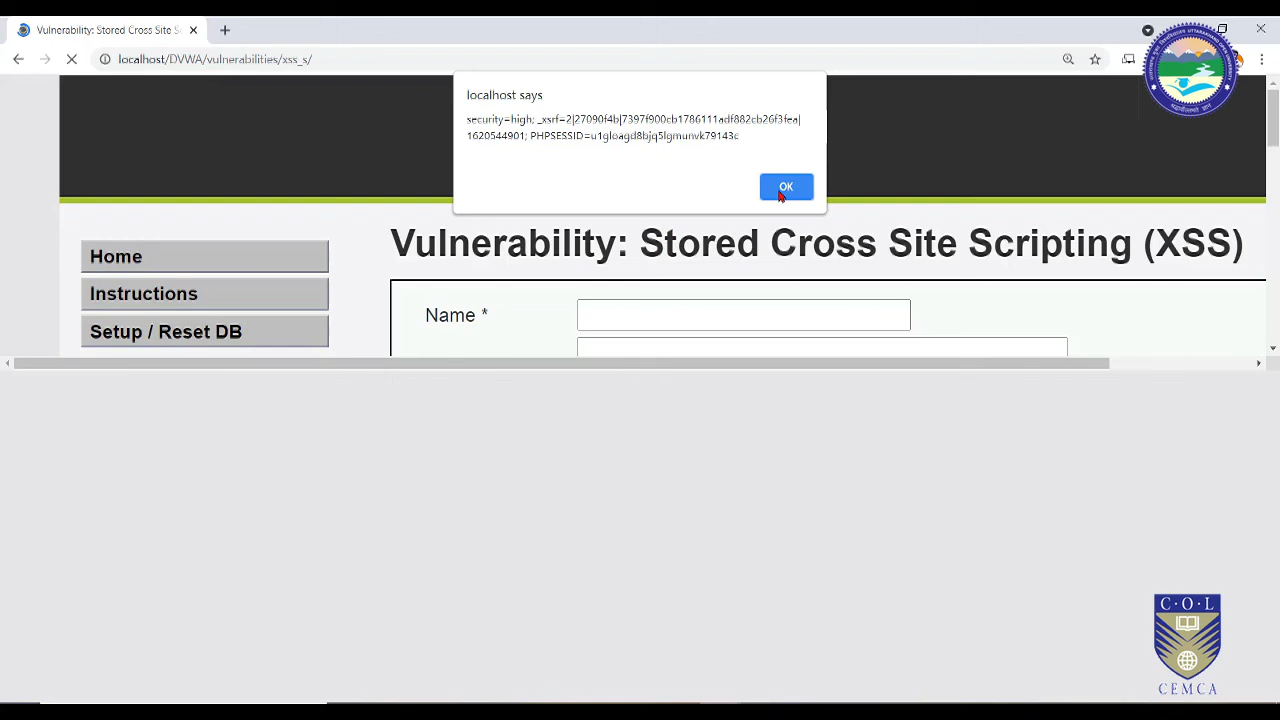 Vulnerability: Stored Cross Site S
localhost/DVWA/vulnerabilities/xss_s/
localhost says
security=high; _xsrf=2|27090f4b|7397f900cb1786111adf882cb26f3fea|
1620544901; PHPSESSID=u1gloagd8bjq5lgmunvk79143c
OK
Vulnerability: Stored Cross Site Scripting (XSS)
Home
Instructions
Setup / Reset DB
Name *
C·O·L
CEMCA